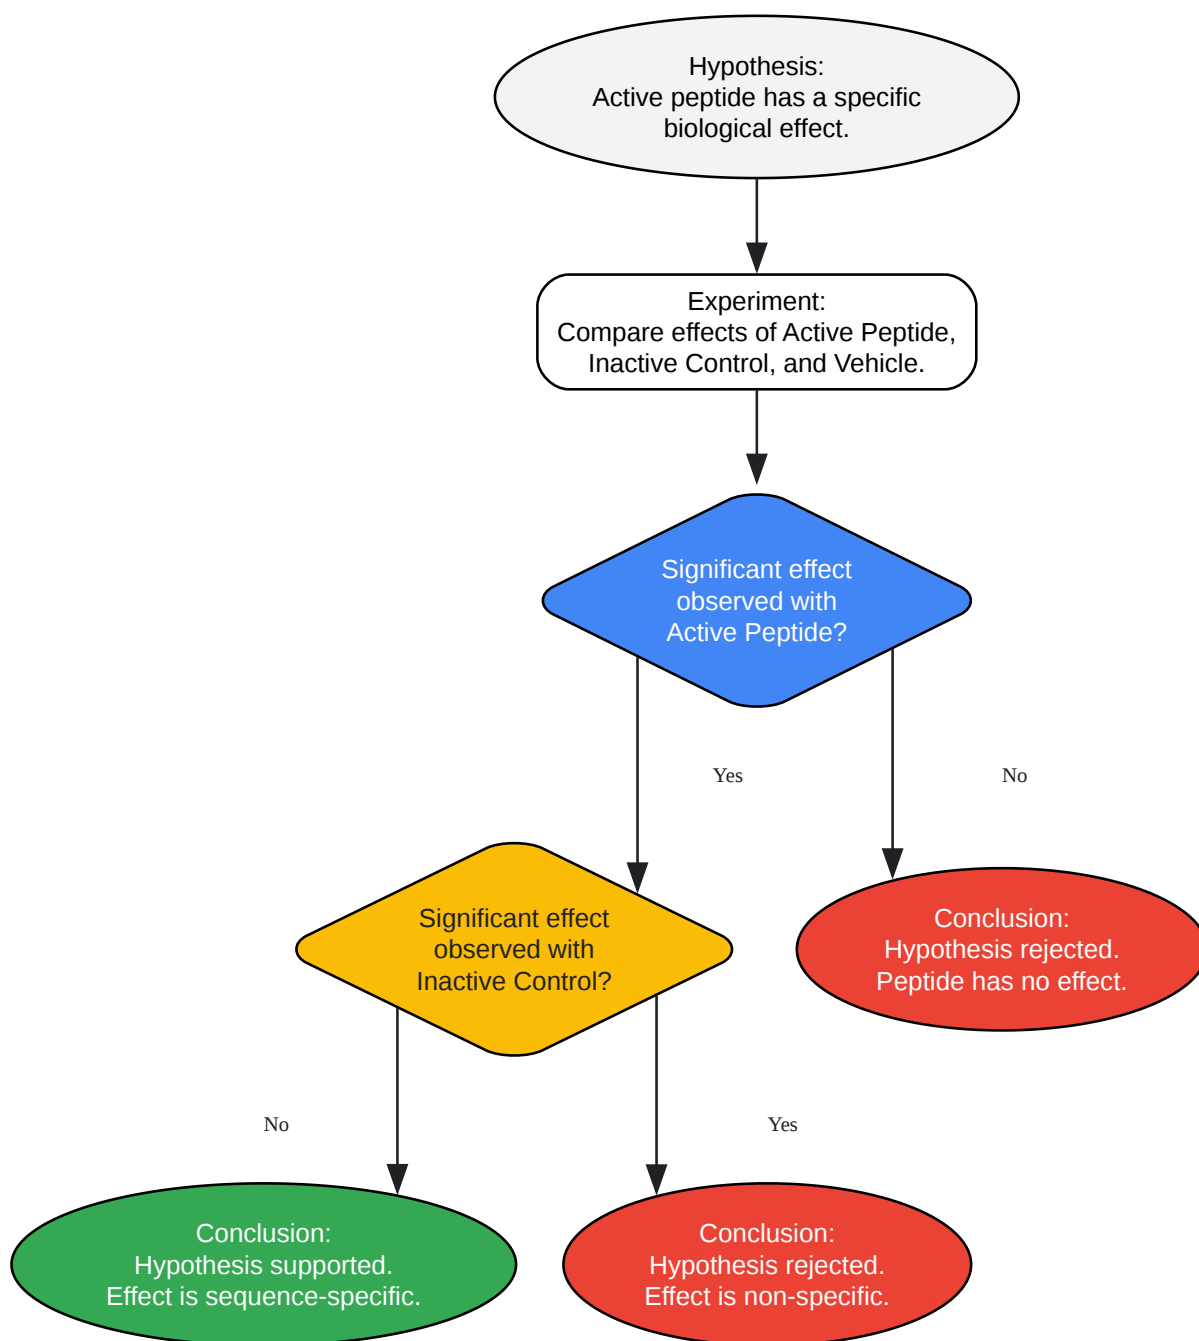 Hypothesis:
Active peptide has a specific
biological effect.
Experiment:
Compare effects of Active Peptide,
Inactive Control, and Vehicle.
Significant effect
observed with
Active Peptide?
Yes
No
Significant effect
observed with
Inactive Control?
Conclusion:
Hypothesis rejected.
Peptide has no effect.
No
Yes
Conclusion:
Hypothesis supported.
Effect is sequence-specific.
Conclusion:
Hypothesis rejected.
Effect is non-specific.